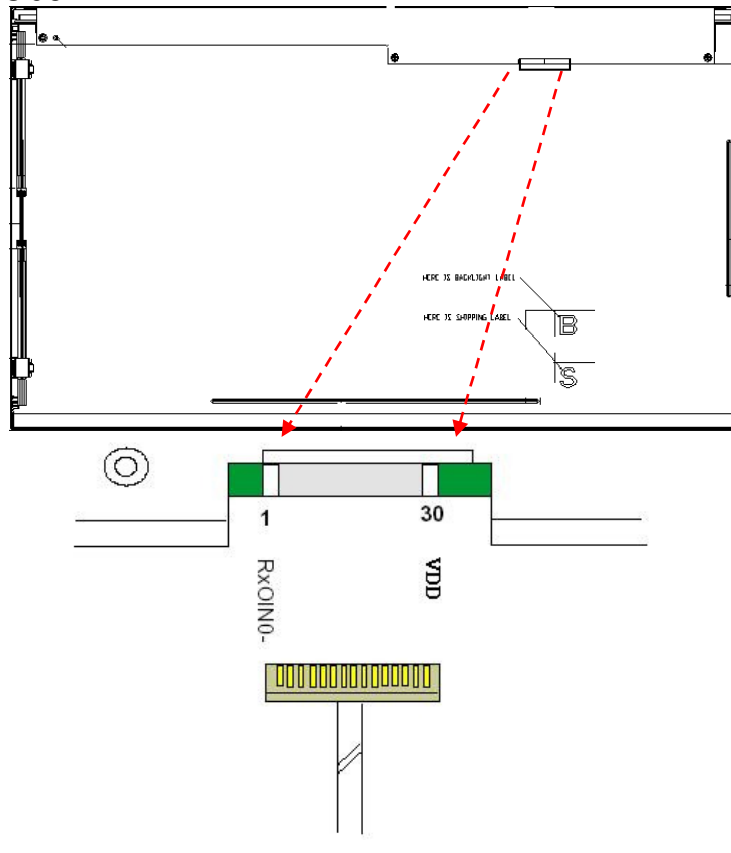 HERE IS BACKLIGHT LABEL
B
HERE IS SHIPPING LABEL
S
1
30
RxOIN0-
VDD